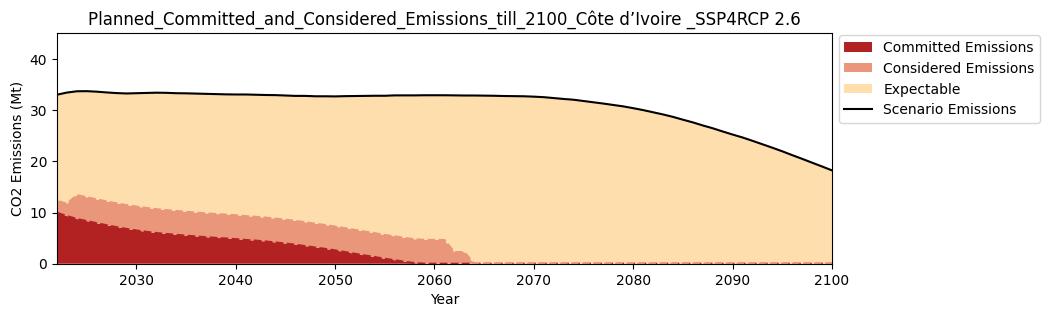 Planned_Committed_and_Considered_Emissions_till_2100_Côte d’Ivoire _SSP4RCP 2.6
CO2 Emissions (Mt)
40
30
20
10
0
2030 2040 2050 2060 2070 2080 2090 2100
Year
Committed Emissions
Considered Emissions
Expectable
Scenario Emissions